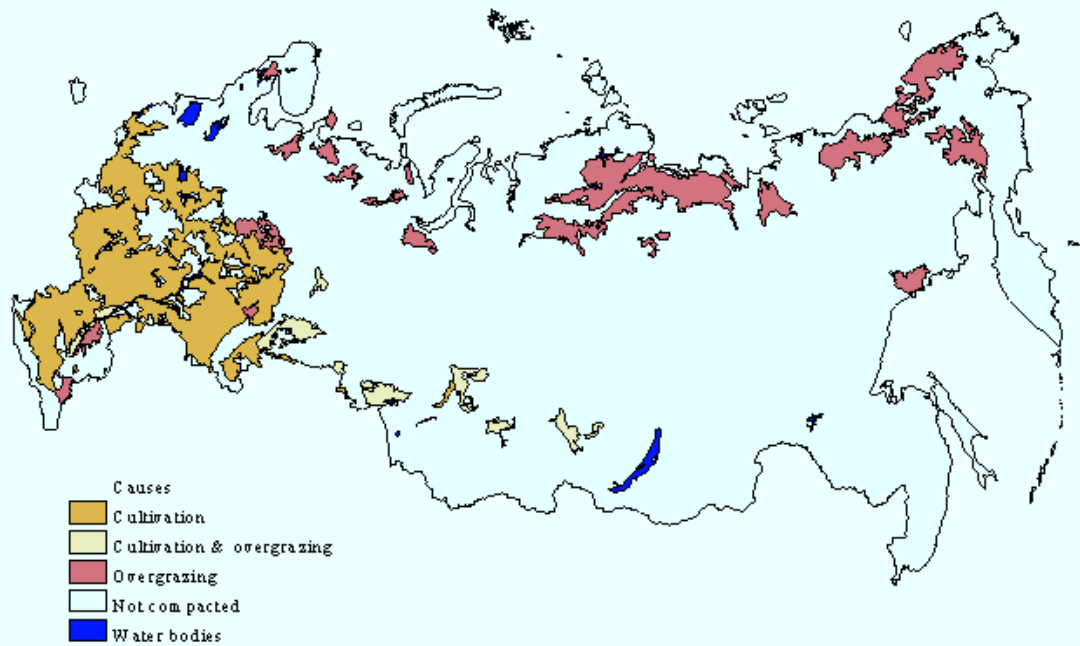 Causes
Cultivation
Cultivation & overgrazing
Overgrazing
Not compacted
Water bodies